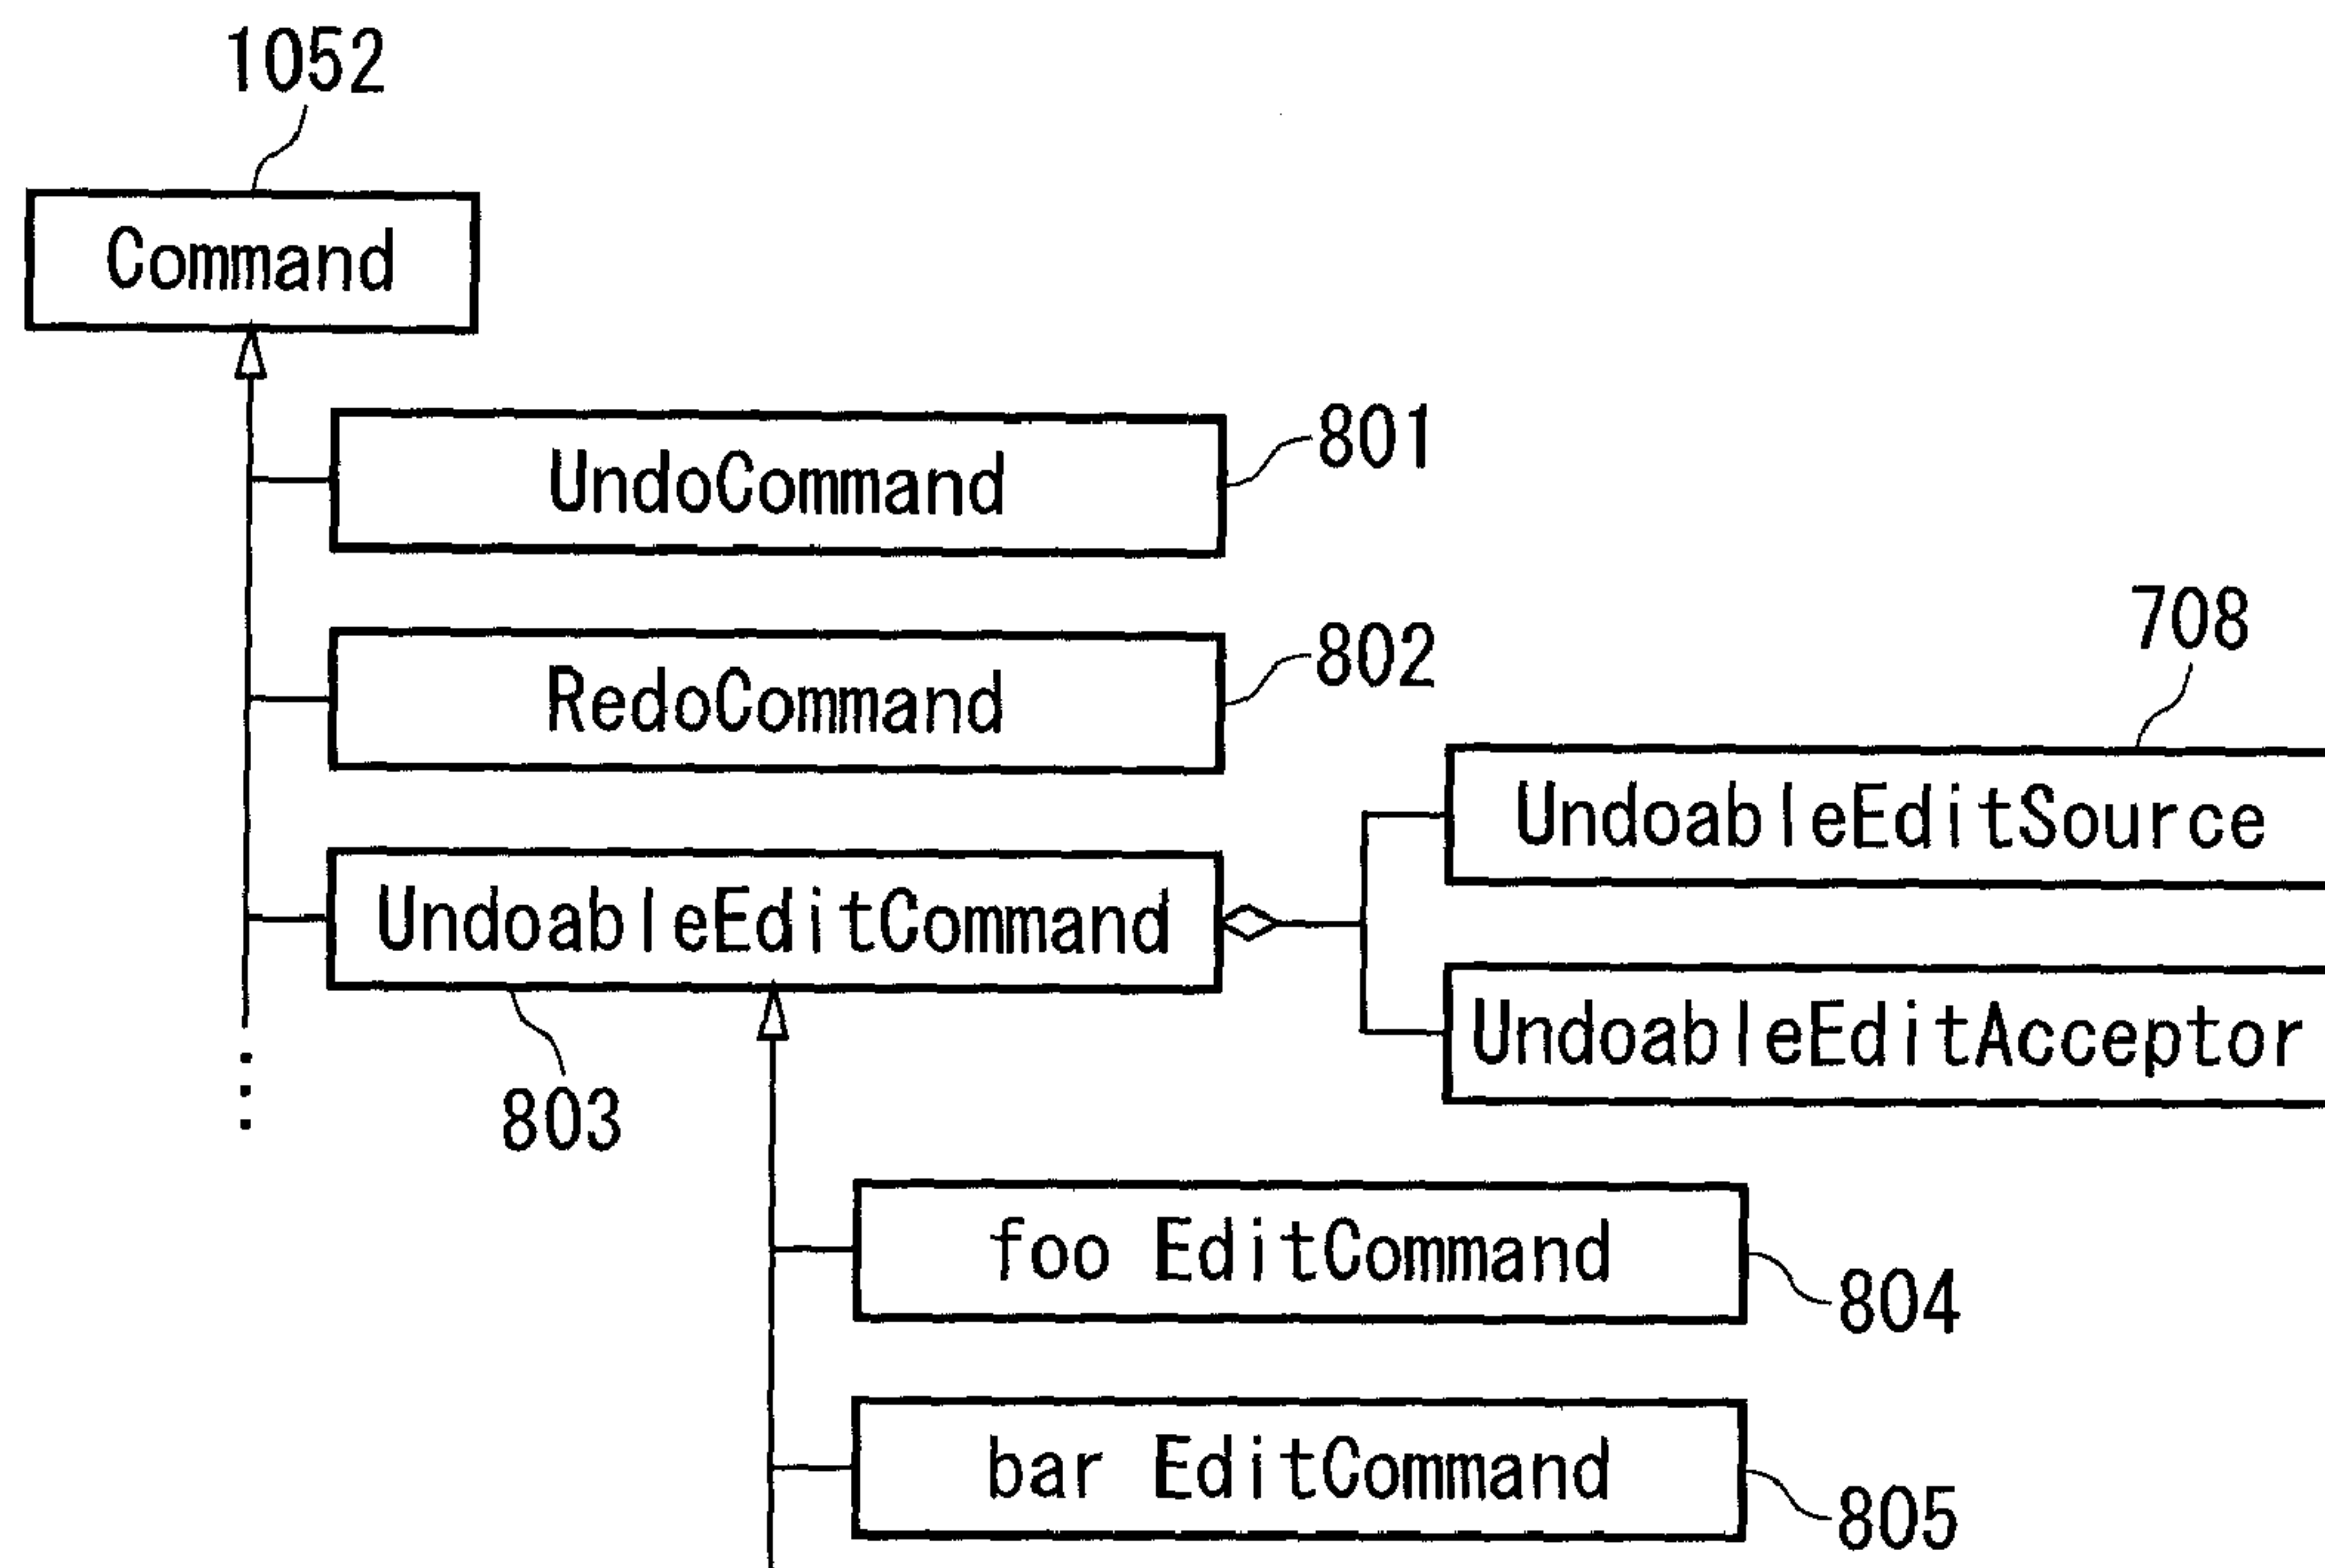 1052
Command
801
UndoCommand
802
RedoCommand
708
UndoableEditSource
UndoableEditCommand
UndoableEditAcceptor
803
foo EditCommand
804
bar EditCommand
805